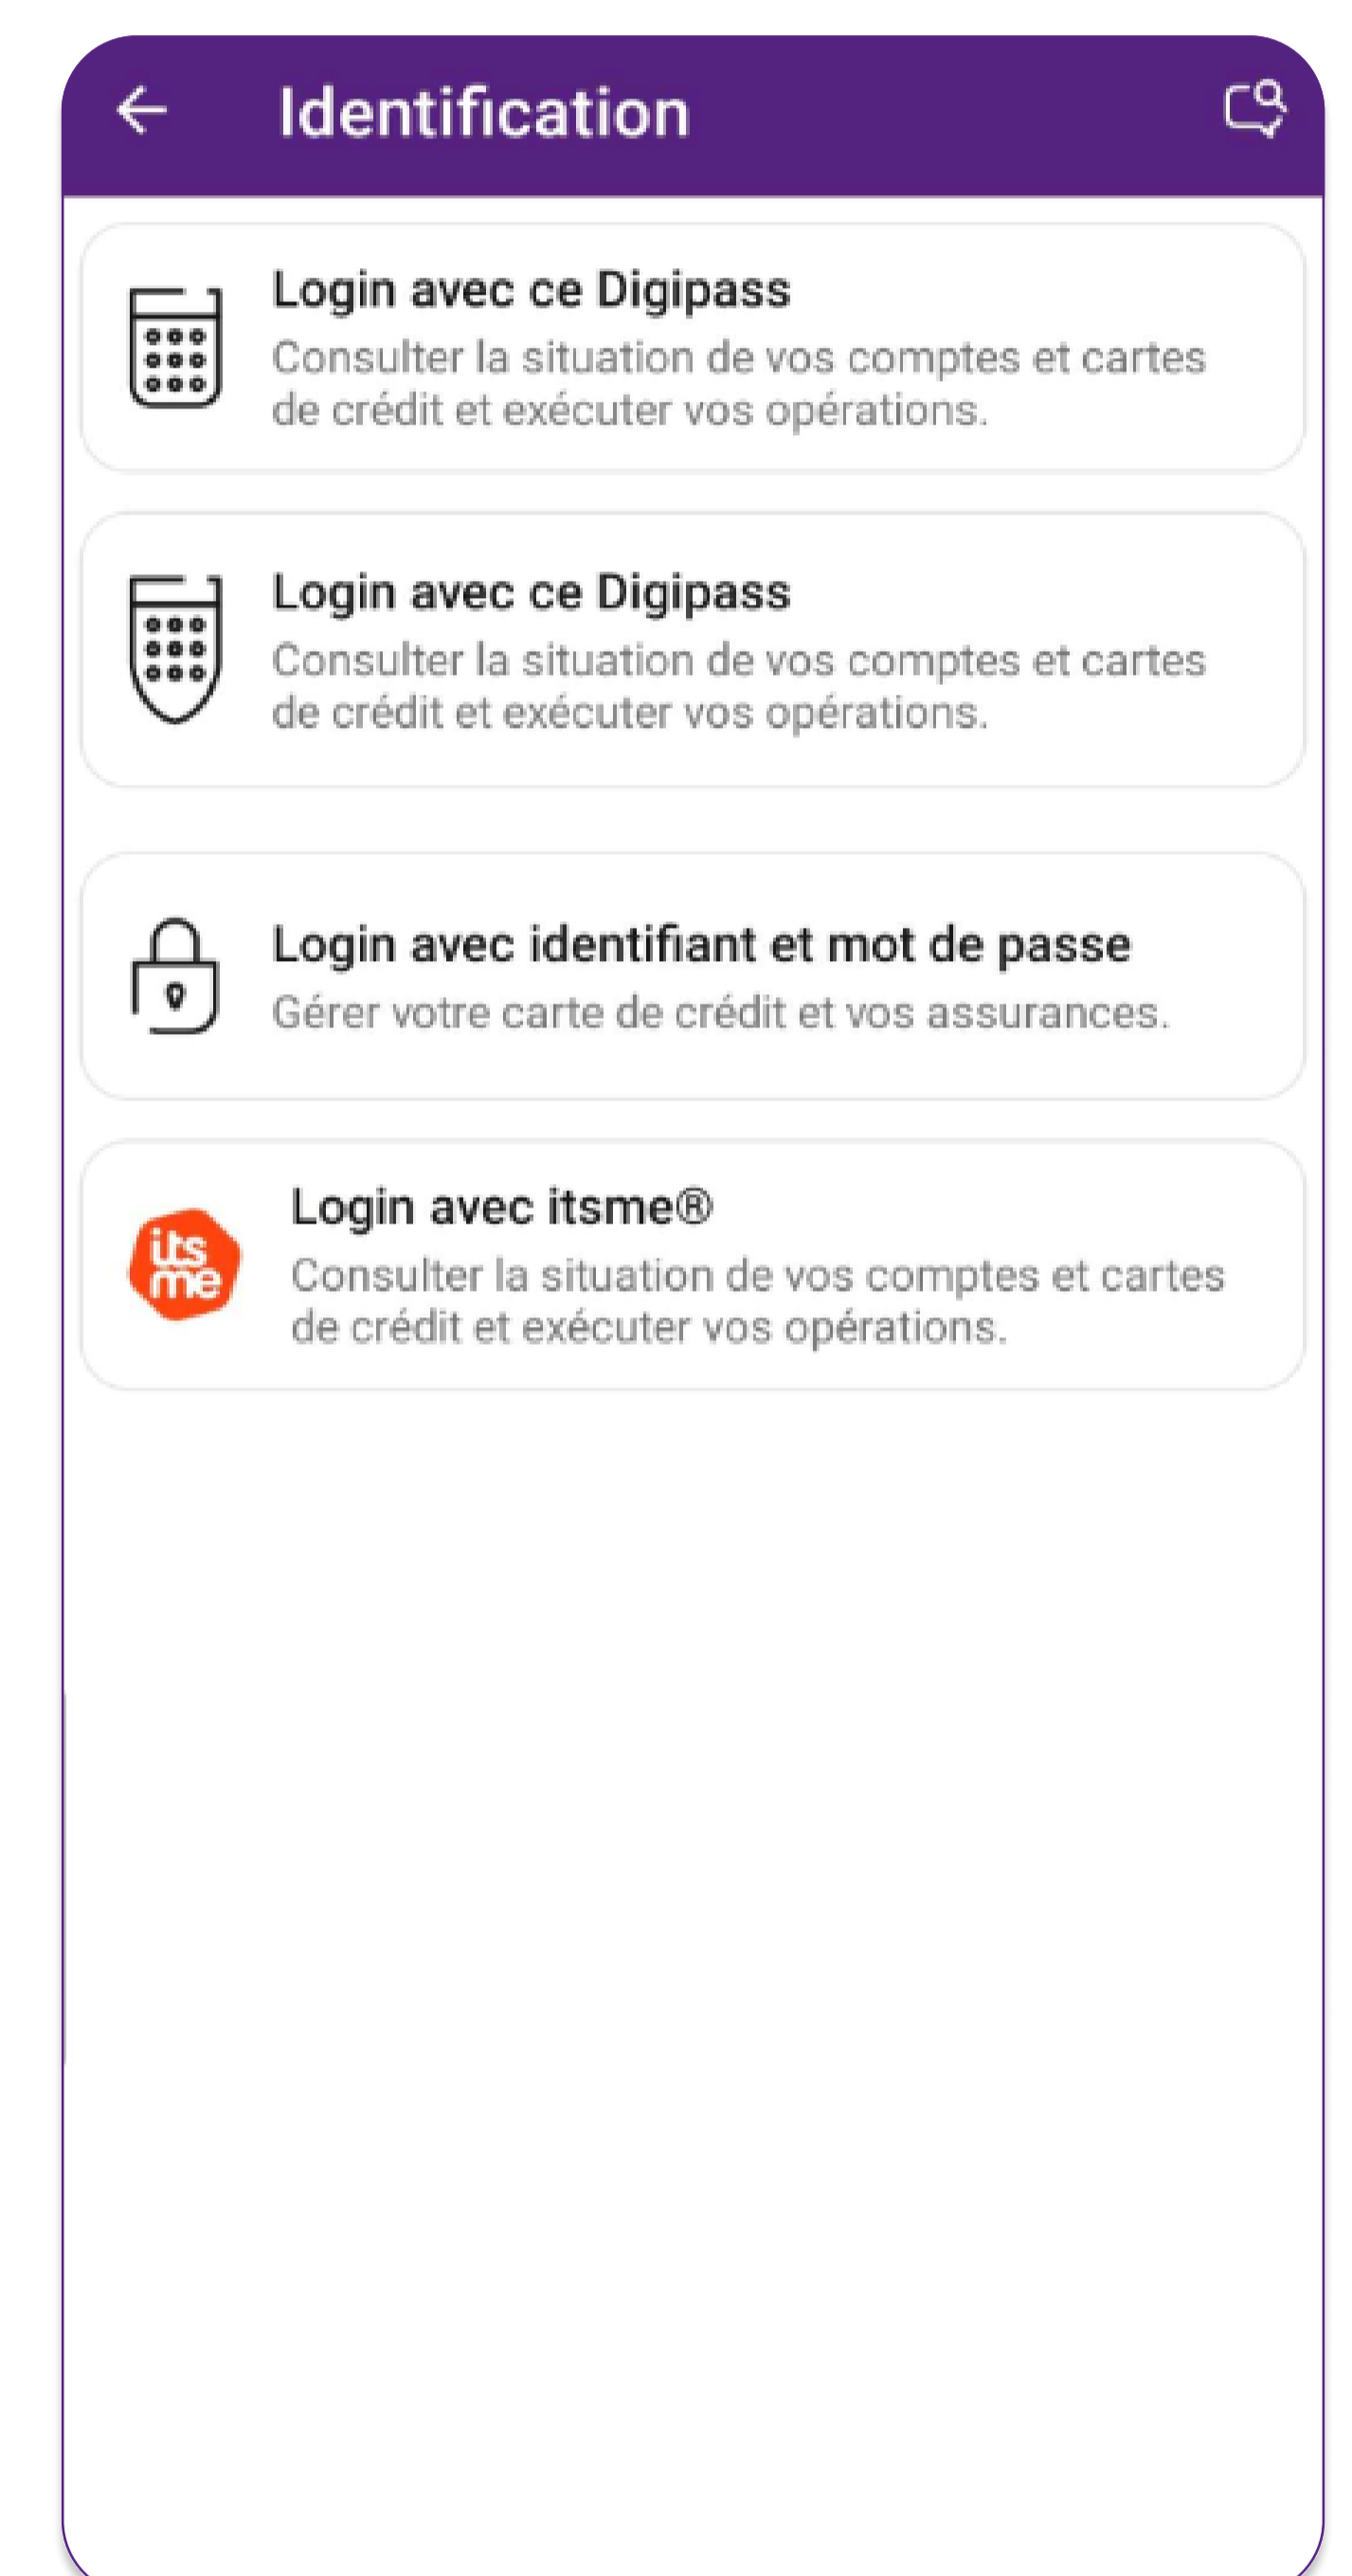 Identification
Login avec ce Digipass
Consulter la situation de vos comptes et cartes
de crédit et exécuter vos opérations.
Login avec ce Digipass
Consulter la situation de vos comptes et cartes
de crédit et exécuter vos opérations.
Login avec identifiant et mot de passe
Gérer votre carte de crédit et vos assurances.
its
me
Login avec itsme®
Consulter la situation de vos comptes et cartes
de crédit et exécuter vos opérations.